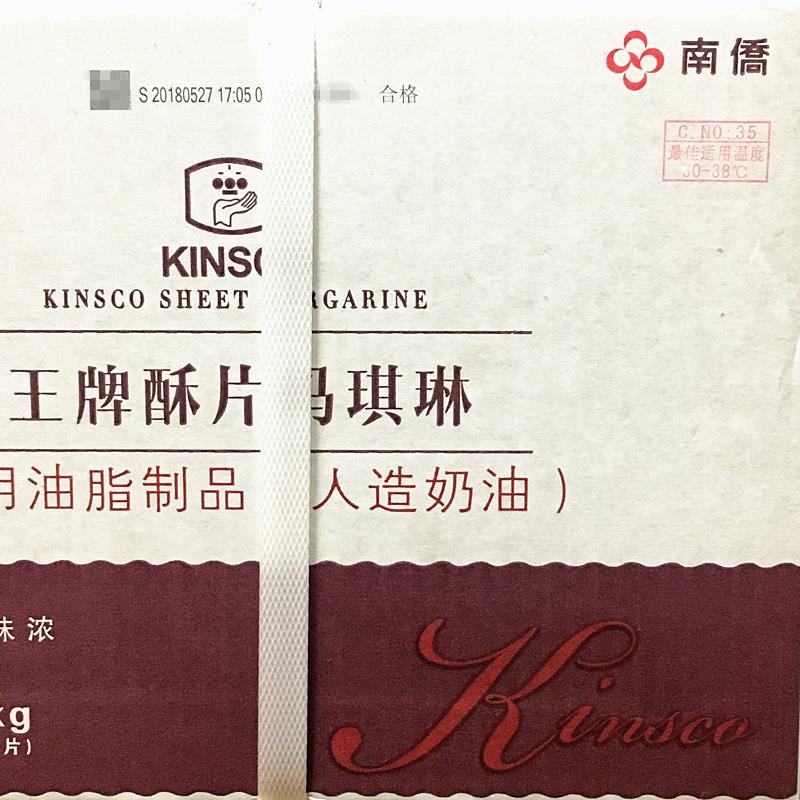 南僑
S 20180527 17:05 0 合格
C.NO:35
最佳适用温度
30-38℃
KINSC
KINSCO SHEET RGARINE
王牌酥片玛琪琳
用油脂制品 人造奶油）
味浓
kg
片）
Kinsco